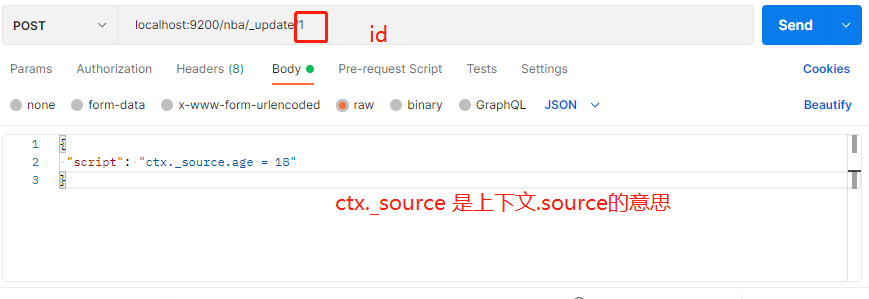 POST localhost:9200/nba/_update/1 Send
id
Params Authorization Headers (8) Body Pre-request Script Tests Settings Cookies
none form-data x-www-form-urlencoded raw binary GraphQL JSON Beautify
1 {
2 "script": "ctx._source.age = 18"
3 }
ctx._source 是上下文.source的意思